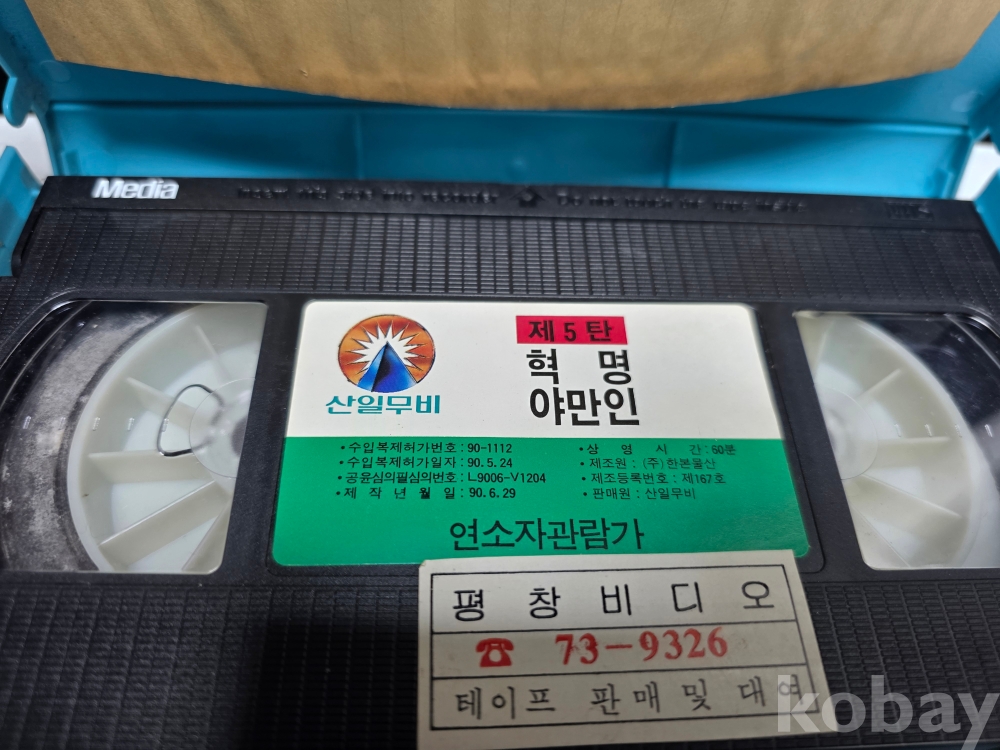 Media
제5탄
혁명
야만인
산일무비
•수입복제허가번호:90-1112
•수입복제허가일자:90.5.24
•공윤심의필심의번호:L9006-V1204
•제작년월일:90.6.29
•상영시간:60분
•제조원:(주)한본물산
•제조등록번호:제167호
•판매원:산일무비
연소자관람가
평창비디오
☎ 73-9326
테이프 판매및 대여
kobay